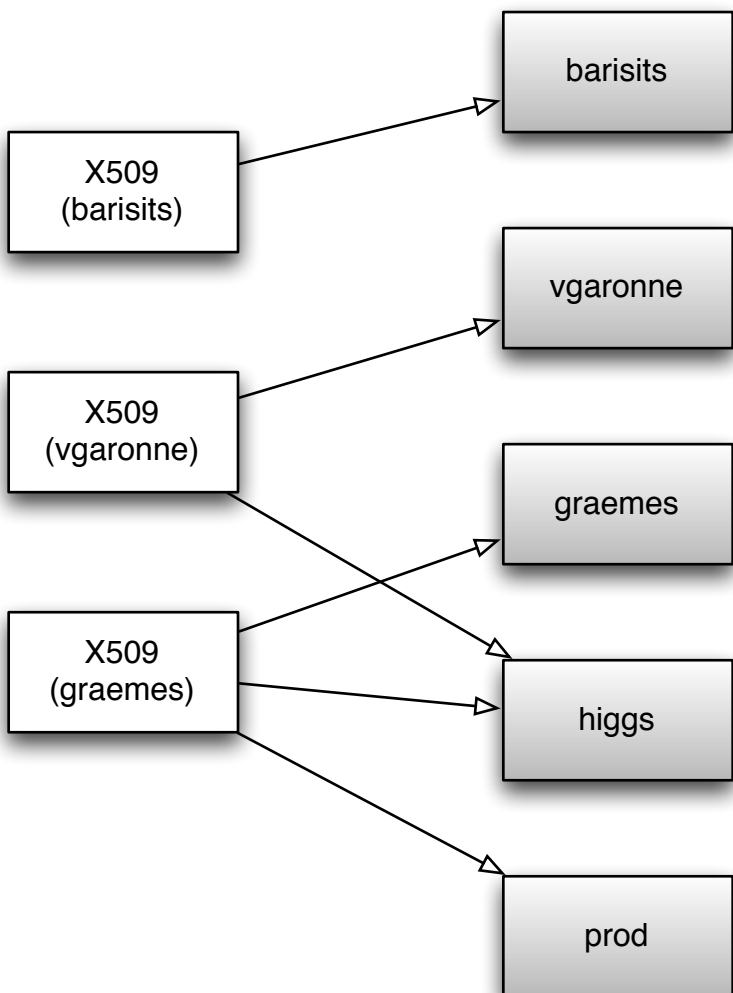 barisits
X509
(barisits)
vgaronne
X509
(vgaronne)
graemes
X509
(graemes)
higgs
prod